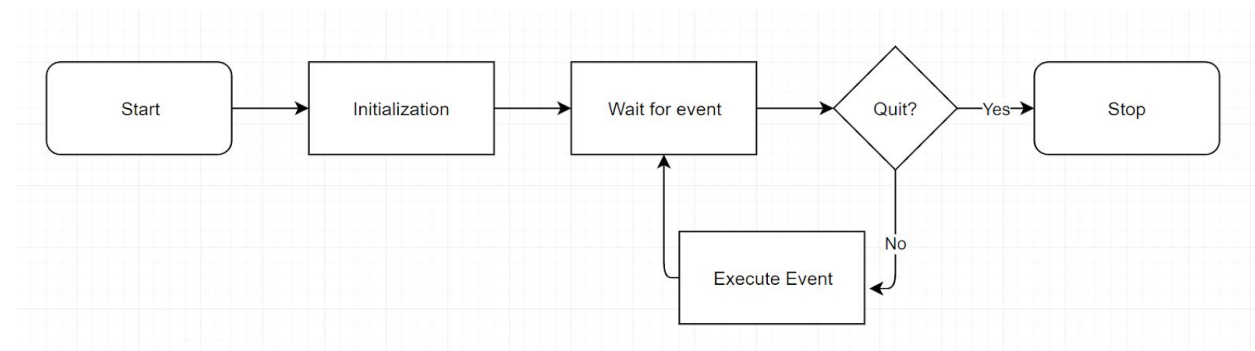 Start
Initialization
Wait for event
Quit?
Yes
Stop
No
Execute Event